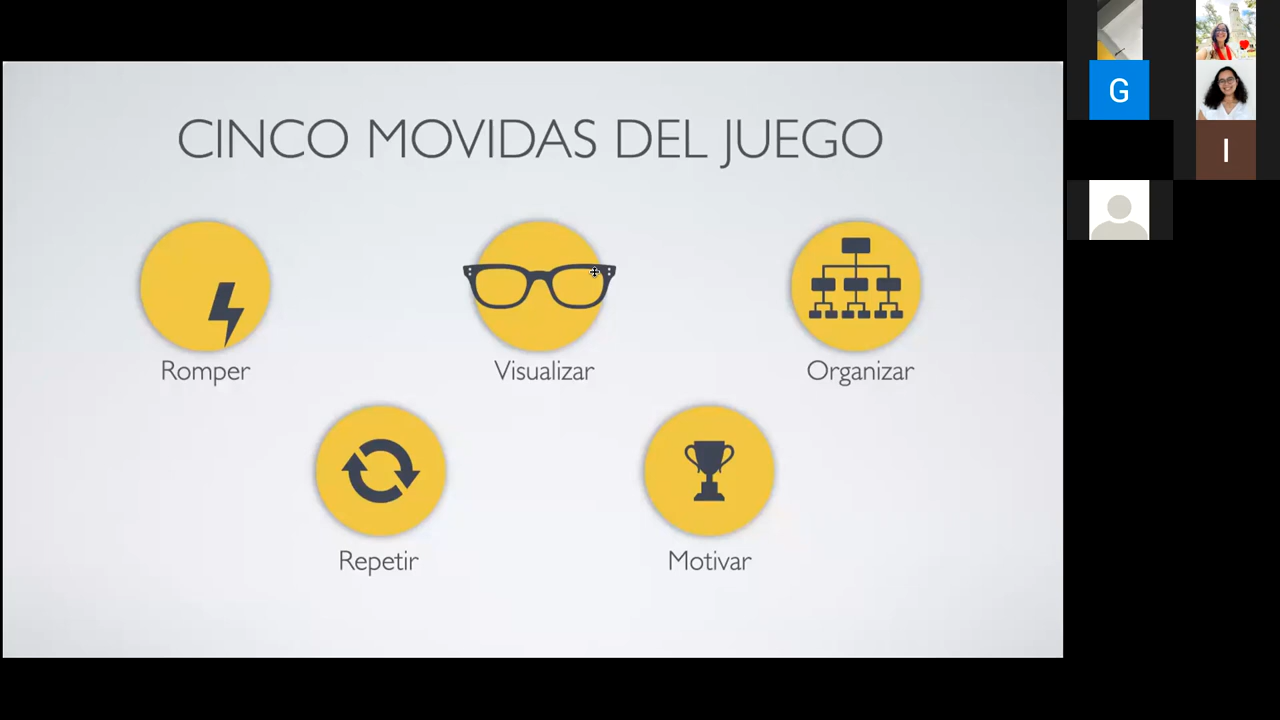 CINCO MOVIDAS DEL JUEGO
Romper
Visualizar
Organizar
Repetir
Motivar
G
I